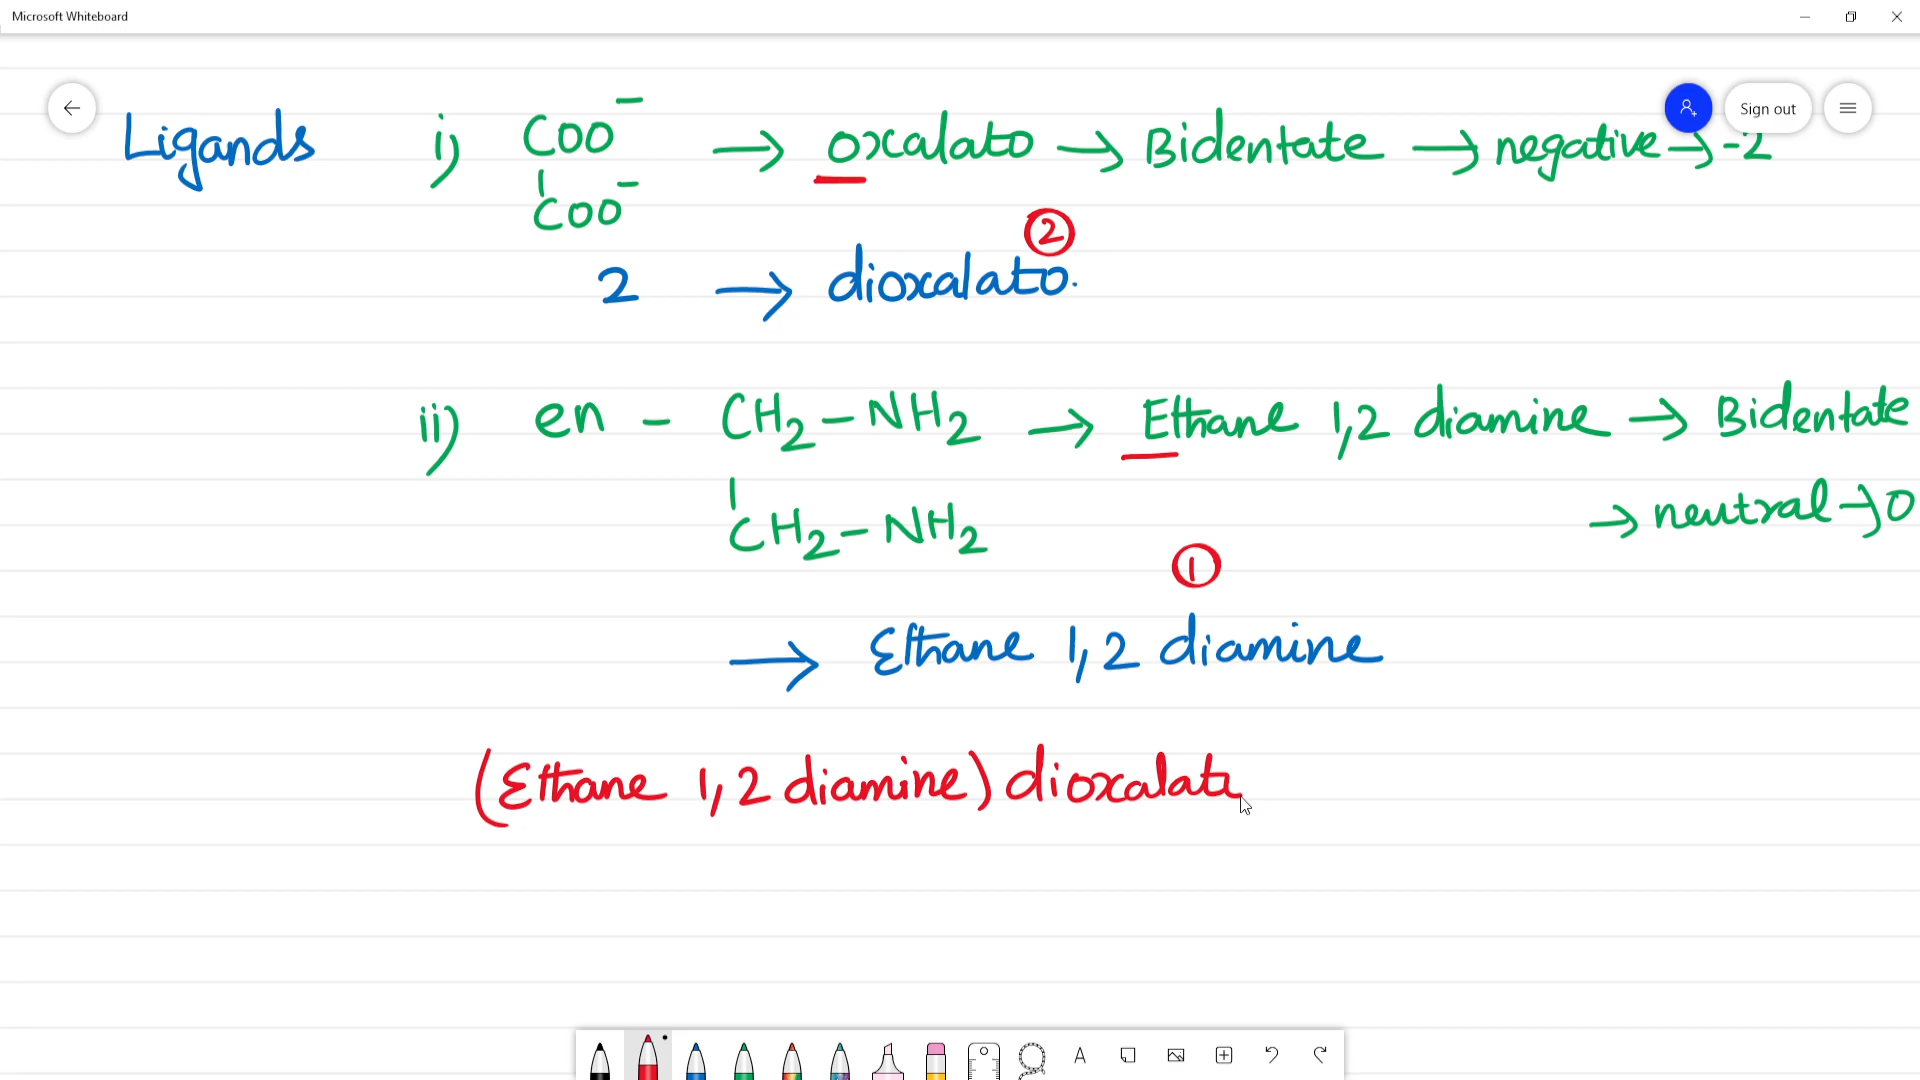 Microsoft Whiteboard
Sign out
Ligands i) COO⁻ → oxalato → Bidentate → negative → -2
COO⁻
2 → dioxalato.
②
ii) en - CH2 - NH2 → Ethane 1,2 diamine → Bidentate
CH2 - NH2 → neutral → 0
①
→ Ethane 1,2 diamine
(Ethane 1,2 diamine) dioxalat